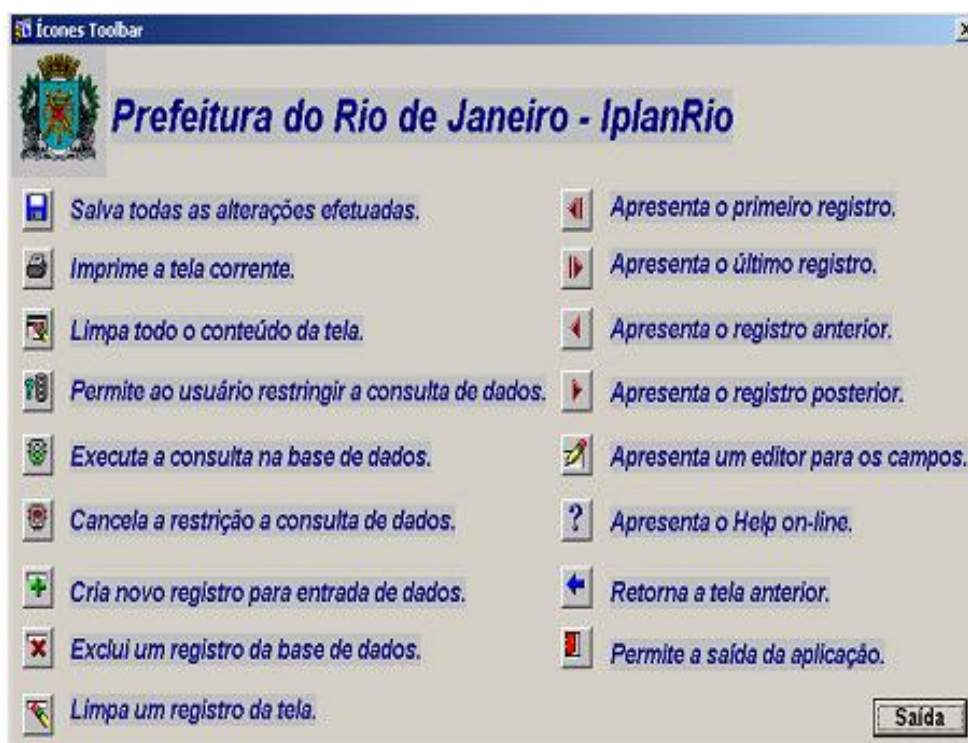 Ícones Toolbar
Prefeitura do Rio de Janeiro - IplanRio
Salva todas as alterações efetuadas.
Imprime a tela corrente.
Limpa todo o conteúdo da tela.
Permite ao usuário restringir a consulta de dados.
Executa a consulta na base de dados.
Cancela a restrição a consulta de dados.
Cria novo registro para entrada de dados.
Exclui um registro da base de dados.
Limpa um registro da tela.
Apresenta o primeiro registro.
Apresenta o último registro.
Apresenta o registro anterior.
Apresenta o registro posterior.
Apresenta um editor para os campos.
Apresenta o Help on-line.
Retorna a tela anterior.
Permite a saída da aplicação.
Saída